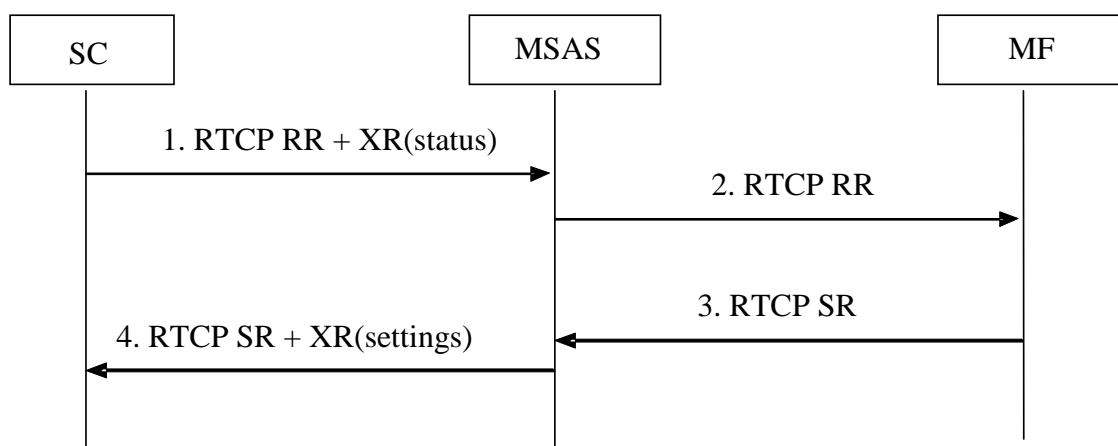 SC
MSAS
MF
1. RTCP RR + XR(status)
2. RTCP RR
3. RTCP SR
4. RTCP SR + XR(settings)